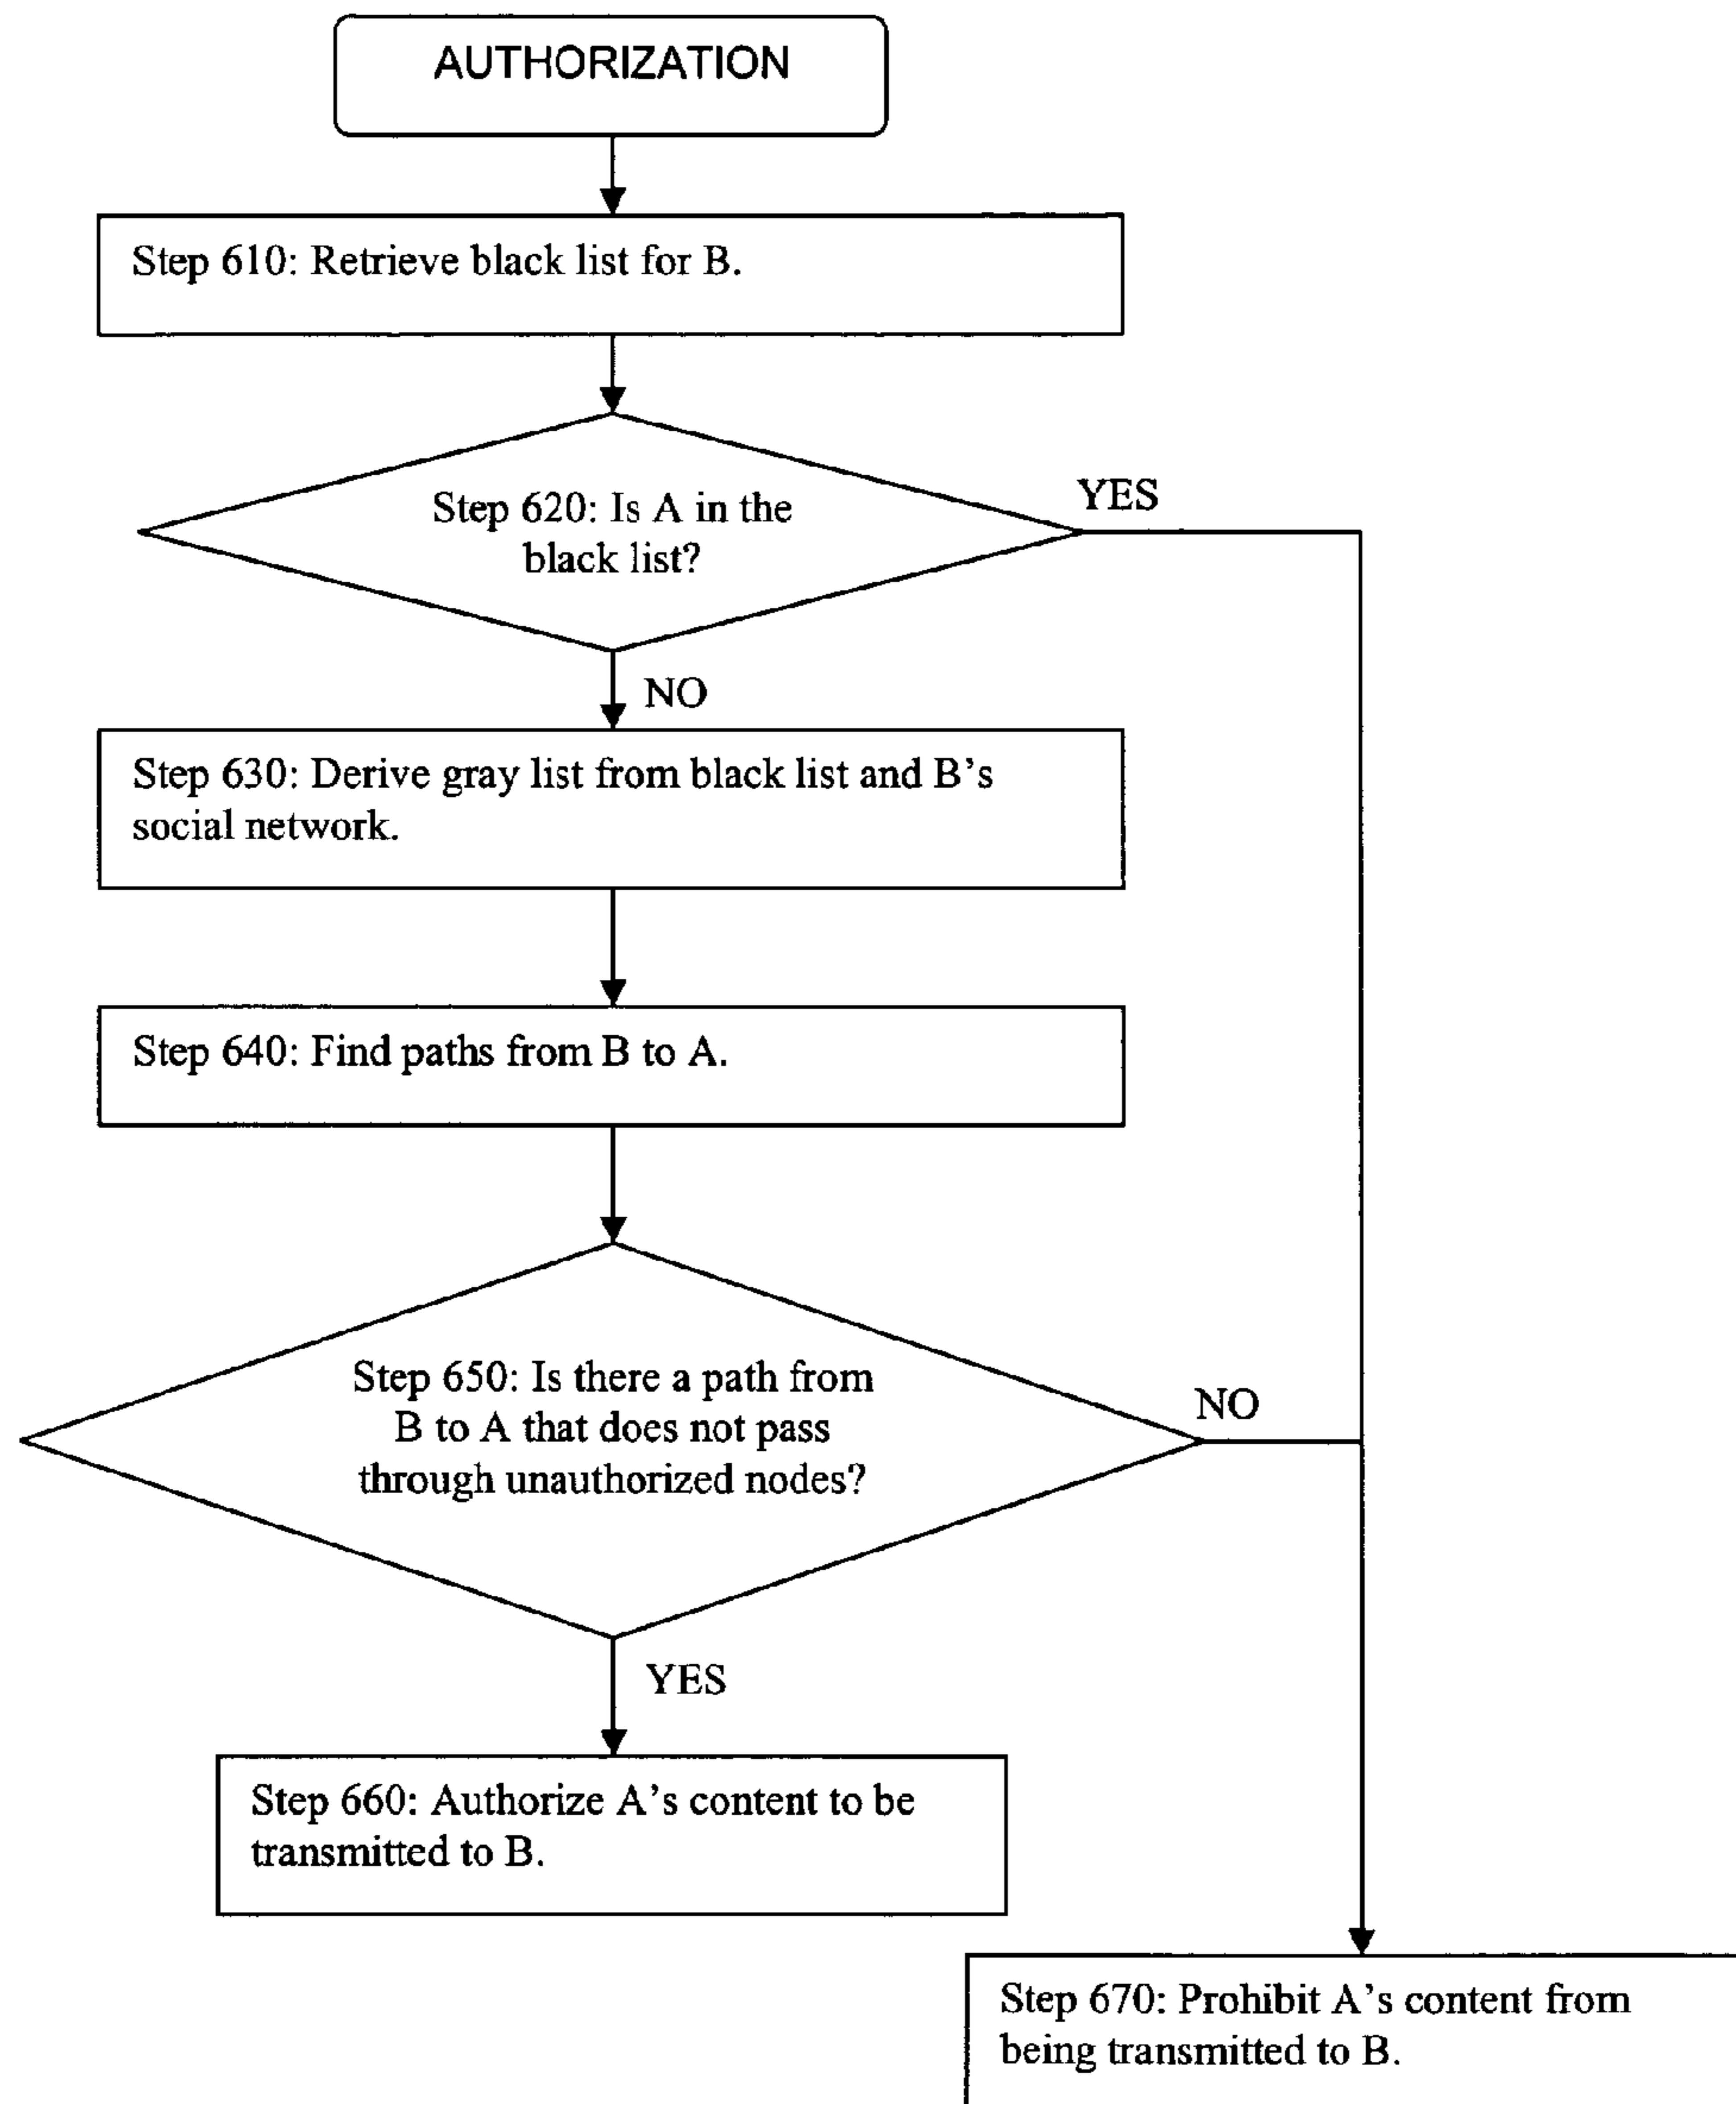 AUTHORIZATION
Step 610: Retrieve black list for B.
Step 620: Is A in the
black list?
YES
NO
Step 630: Derive gray list from black list and B’s
social network.
Step 640: Find paths from B to A.
Step 650: Is there a path from
B to A that does not pass
through unauthorized nodes?
NO
YES
Step 660: Authorize A’s content to be
transmitted to B.
Step 670: Prohibit A’s content from
being transmitted to B.